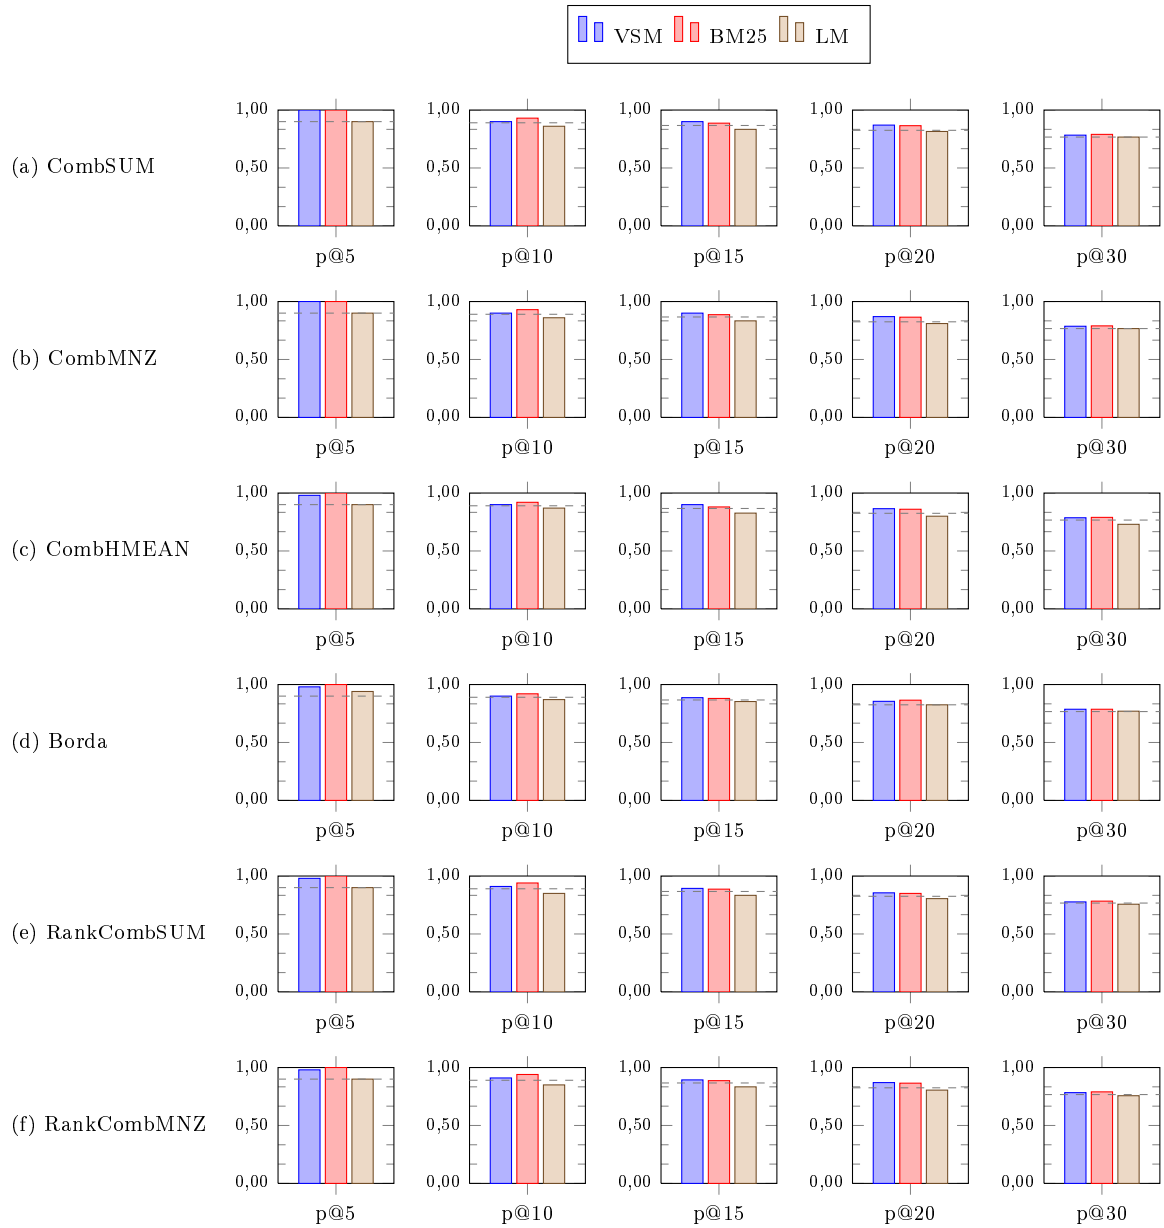 VSM BM25 LM
(a) CombSUM
1,00 1,00 1,00 1,00 1,00
0,50 0,50 0,50 0,50 0,50
0,00 0,00 0,00 0,00 0,00
p@5 p@10 p@15 p@20 p@30
(b) CombMNZ
1,00 1,00 1,00 1,00 1,00
0,50 0,50 0,50 0,50 0,50
0,00 0,00 0,00 0,00 0,00
p@5 p@10 p@15 p@20 p@30
(c) CombHMEAN
1,00 1,00 1,00 1,00 1,00
0,50 0,50 0,50 0,50 0,50
0,00 0,00 0,00 0,00 0,00
p@5 p@10 p@15 p@20 p@30
(d) Borda
1,00 1,00 1,00 1,00 1,00
0,50 0,50 0,50 0,50 0,50
0,00 0,00 0,00 0,00 0,00
p@5 p@10 p@15 p@20 p@30
(e) RankCombSUM
1,00 1,00 1,00 1,00 1,00
0,50 0,50 0,50 0,50 0,50
0,00 0,00 0,00 0,00 0,00
p@5 p@10 p@15 p@20 p@30
(f) RankCombMNZ
1,00 1,00 1,00 1,00 1,00
0,50 0,50 0,50 0,50 0,50
0,00 0,00 0,00 0,00 0,00
p@5 p@10 p@15 p@20 p@30